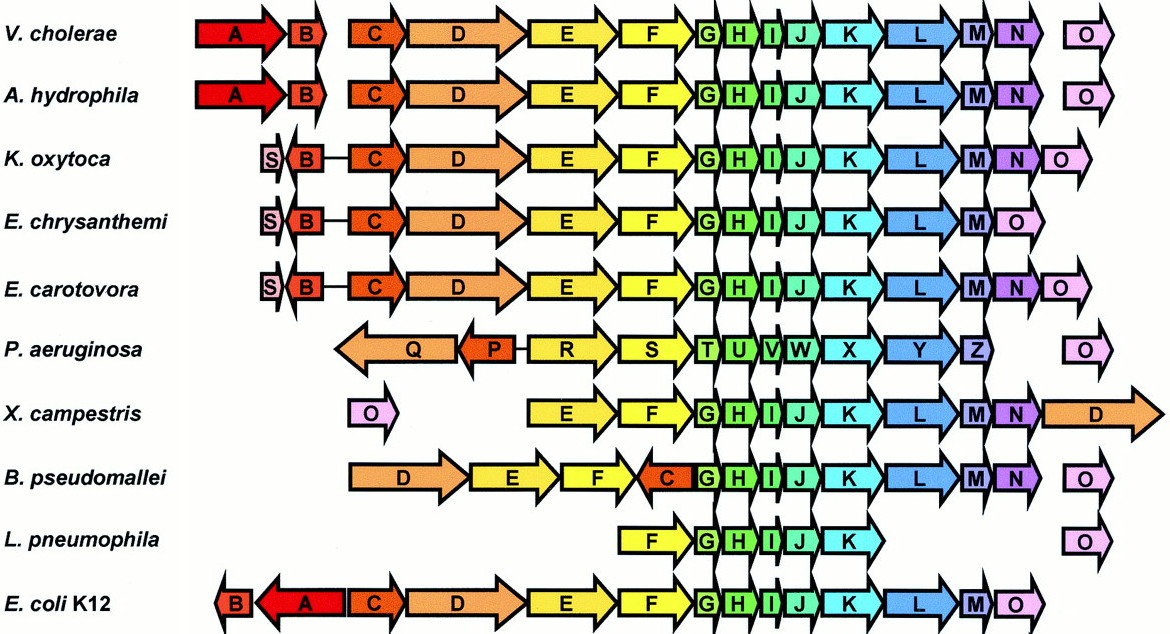 V. cholerae A B C D E F G H I J K L M N O
A. hydrophila A B C D E F G H I J K L M N O
K. oxytoca S B C D E F G H I J K L M N O
E. chrysanthemi S B C D E F G H I J K L M O
E. carotovora S B C D E F G H I J K L M N O
P. aeruginosa Q P R S T U V W X Y Z O
X. campestris O E F G H I J K L M N D
B. pseudomallei D E F C G H I J K L M N O
L. pneumophila F G H I J K O
E. coli K12 B A C D E F G H I J K L M O